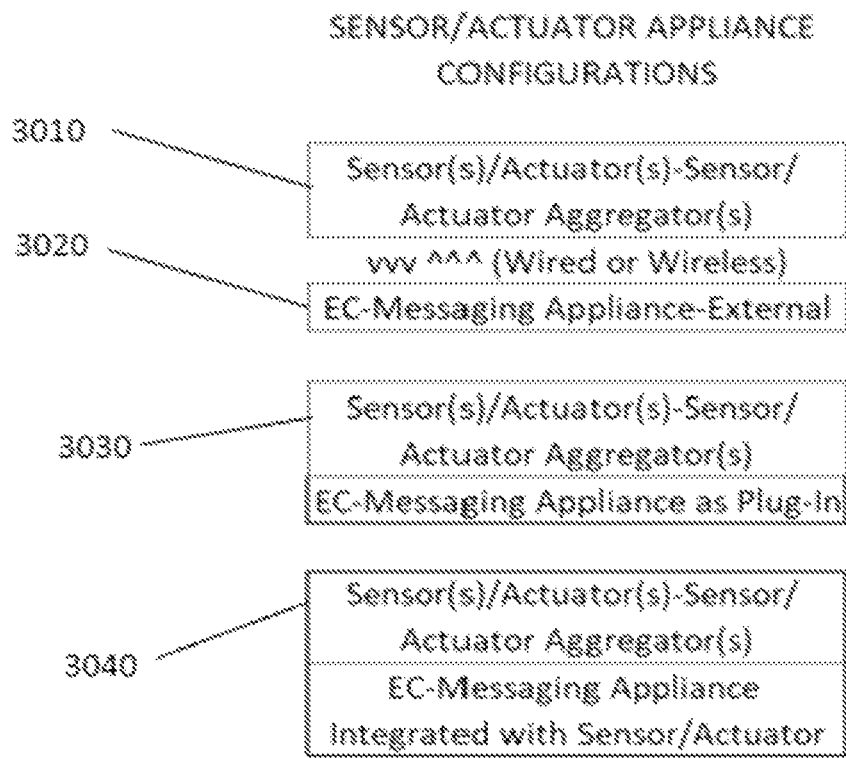 SENSOR/ACTUATOR APPLIANCE
CONFIGURATIONS
3010
Sensor(s)/Actuator(s)-Sensor/
Actuator Aggregator(s)
3020
vvv ^^^ (Wired or Wireless)
EC-Messaging Appliance-External
3030
Sensor(s)/Actuator(s)-Sensor/
Actuator Aggregator(s)
EC-Messaging Appliance as Plug-In
3040
Sensor(s)/Actuator(s)-Sensor/
Actuator Aggregator(s)
EC-Messaging Appliance
Integrated with Sensor/Actuator